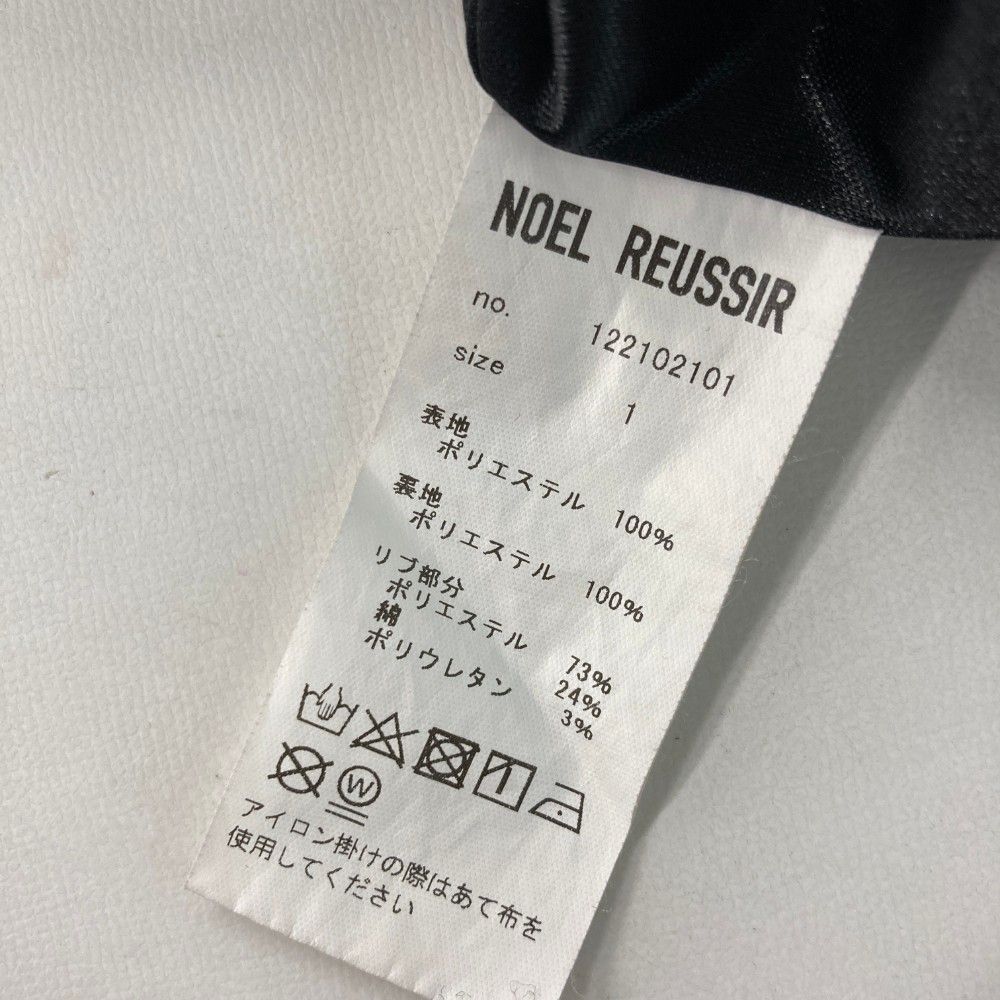 NOEL REUSSIR
no. 122102101
size 1
表地
ポリエステル 100%
裏地
ポリエステル 100%
リブ部分
ポリエステル 73%
綿 24%
ポリウレタン 3%
W
アイロン掛けの際はあて布を
使用してください